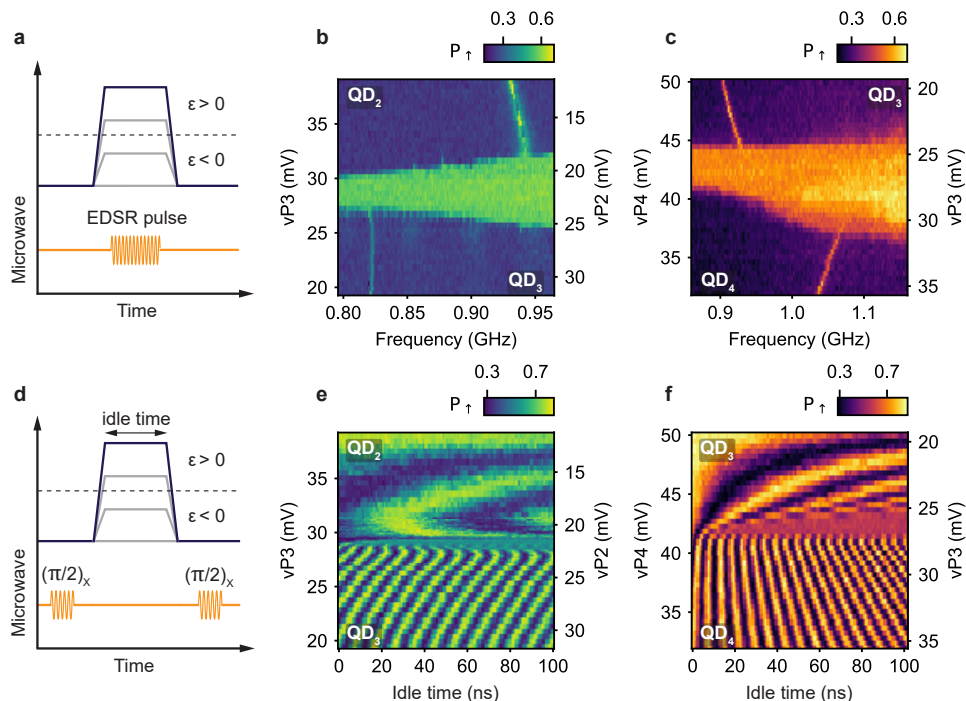 a
ε > 0
ε < 0
EDSR pulse
Microwave
Time
b
0.3 0.6
P↑
QD2
QD3
35
30
25
20
vP3 (mV)
15
20
25
30
vP2 (mV)
0.80 0.85 0.90 0.95
Frequency (GHz)
c
0.3 0.6
P↑
QD3
QD4
50
45
40
35
vP4 (mV)
20
25
30
35
vP3 (mV)
0.9 1.0 1.1
Frequency (GHz)
d
idle time
ε > 0
ε < 0
(π/2)x (π/2)x
Microwave
Time
e
0.3 0.7
P↑
QD2
QD3
35
30
25
20
vP3 (mV)
15
20
25
30
vP2 (mV)
0 20 40 60 80 100
Idle time (ns)
f
0.3 0.7
P↑
QD3
QD4
50
45
40
35
vP4 (mV)
20
25
30
35
vP3 (mV)
0 20 40 60 80 100
Idle time (ns)